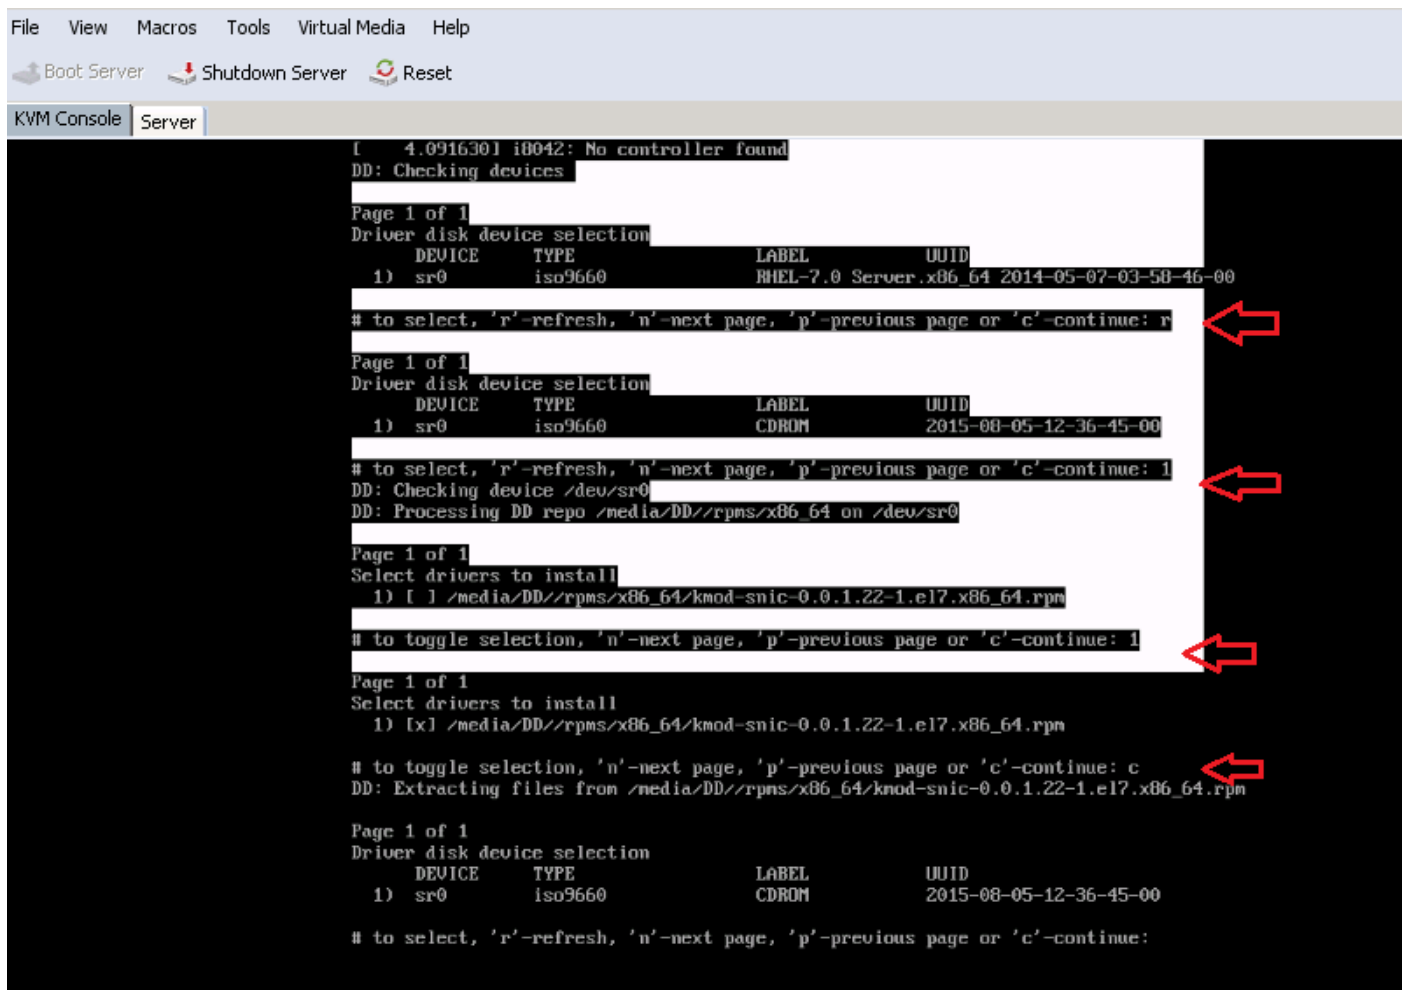 File View Macros Tools Virtual Media Help
Boot Server Shutdown Server Reset
KVM Console Server
[    4.091630] i8042: No controller found
DD: Checking devices
Page 1 of 1
Driver disk device selection
DEVICE TYPE LABEL UUID
1) sr0 iso9660 RHEL-7.0 Server.x86_64 2014-05-07-03-58-46-00
# to select, 'r'-refresh, 'n'-next page, 'p'-previous page or 'c'-continue: r
Page 1 of 1
Driver disk device selection
DEVICE TYPE LABEL UUID
1) sr0 iso9660 CDROM 2015-08-05-12-36-45-00
# to select, 'r'-refresh, 'n'-next page, 'p'-previous page or 'c'-continue: 1
DD: Checking device /dev/sr0
DD: Processing DD repo /media/DD//rpms/x86_64 on /dev/sr0
Page 1 of 1
Select drivers to install
1) [ ] /media/DD//rpms/x86_64/kmod-snic-0.0.1.22-1.el7.x86_64.rpm
# to toggle selection, 'n'-next page, 'p'-previous page or 'c'-continue: 1
Page 1 of 1
Select drivers to install
1) [x] /media/DD//rpms/x86_64/kmod-snic-0.0.1.22-1.el7.x86_64.rpm
# to toggle selection, 'n'-next page, 'p'-previous page or 'c'-continue: c
DD: Extracting files from /media/DD//rpms/x86_64/kmod-snic-0.0.1.22-1.el7.x86_64.rpm
Page 1 of 1
Driver disk device selection
DEVICE TYPE LABEL UUID
1) sr0 iso9660 CDROM 2015-08-05-12-36-45-00
# to select, 'r'-refresh, 'n'-next page, 'p'-previous page or 'c'-continue: